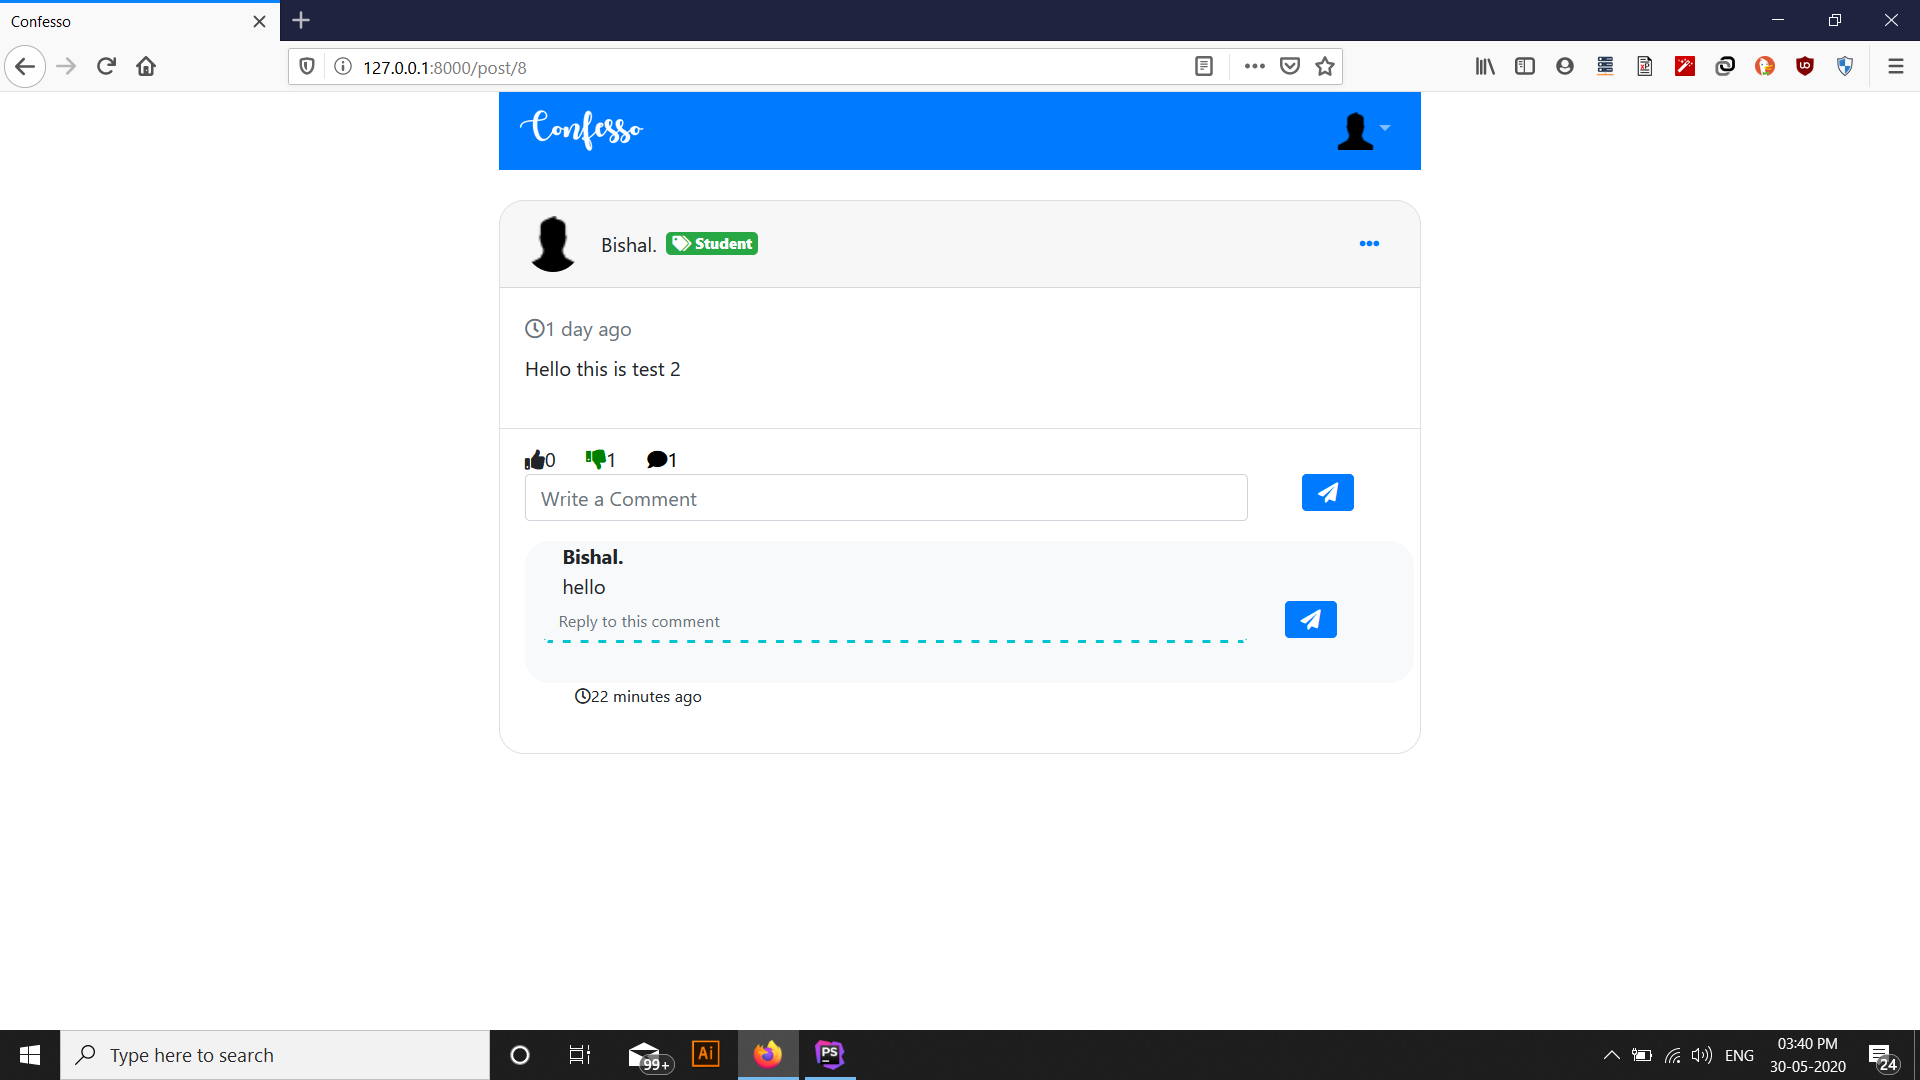 Confesso
127.0.0.1:8000/post/8
Confesso
Bishal. Student
1 day ago
Hello this is test 2
0 1 1
Write a Comment
Bishal.
hello
Reply to this comment
22 minutes ago
Type here to search
99+
Ai
PS
ENG
03:40 PM
30-05-2020
24